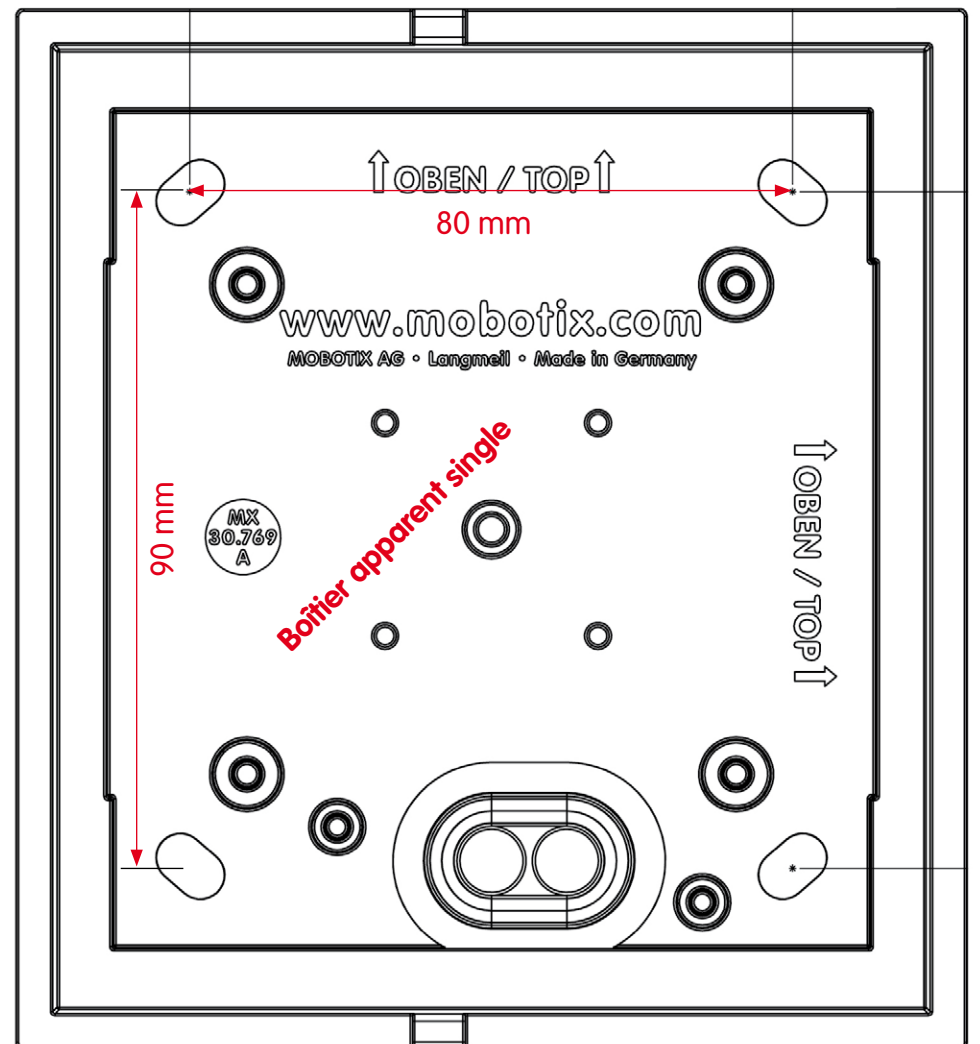 ↑OBEN / TOP↑
80 mm
www.mobotix.com
MOBOTIX AG • Langmeil • Made in Germany
Boîtier apparent single
↑OBEN / TOP↑
90 mm
MX
30.769
A